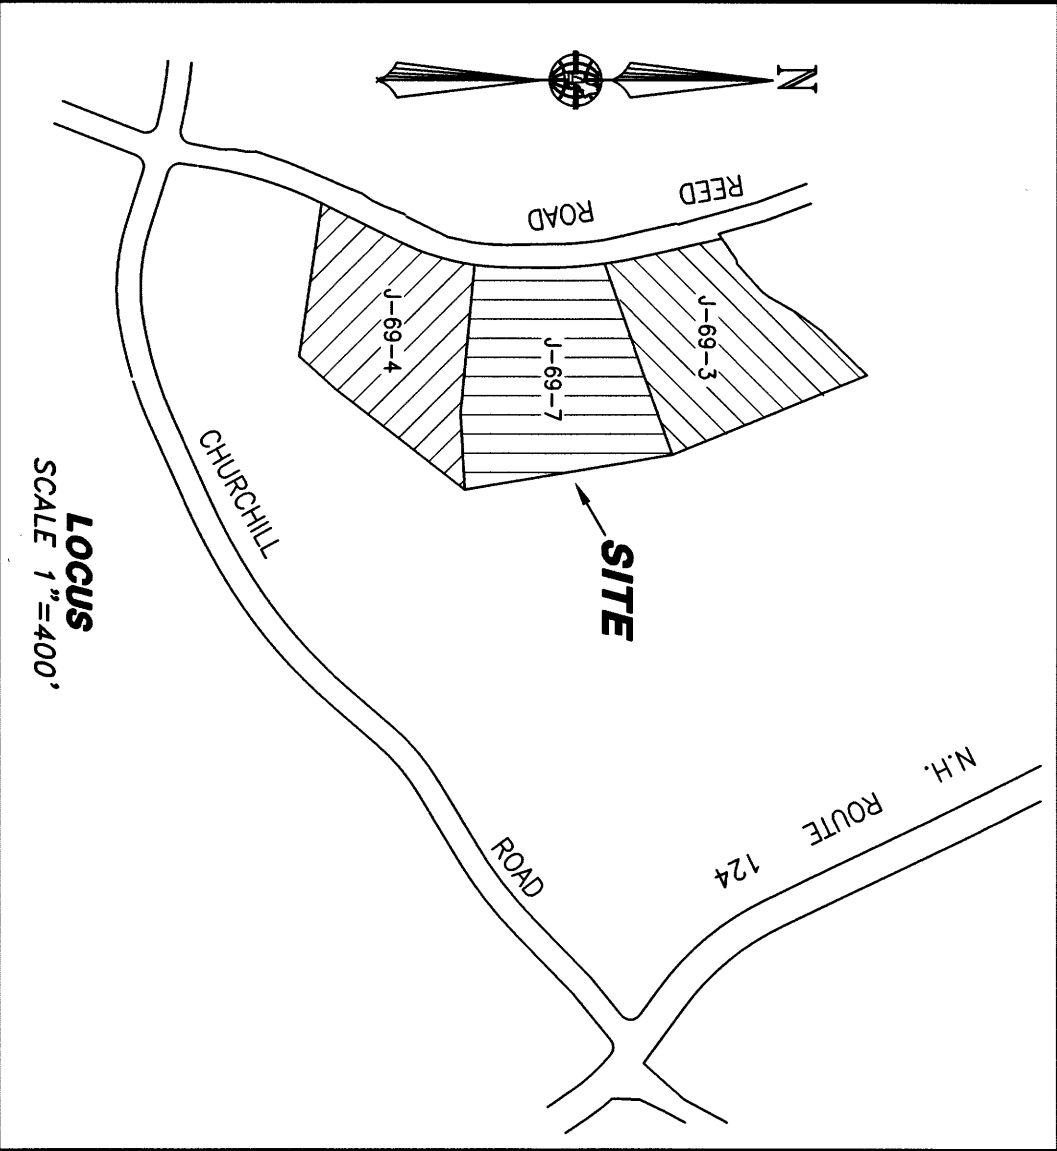 N
REED
ROAD
J-69-3
J-69-7
J-69-4
SITE
N.H.
ROUTE
124
CHURCHILL
ROAD
LOCUS
SCALE 1"=400'